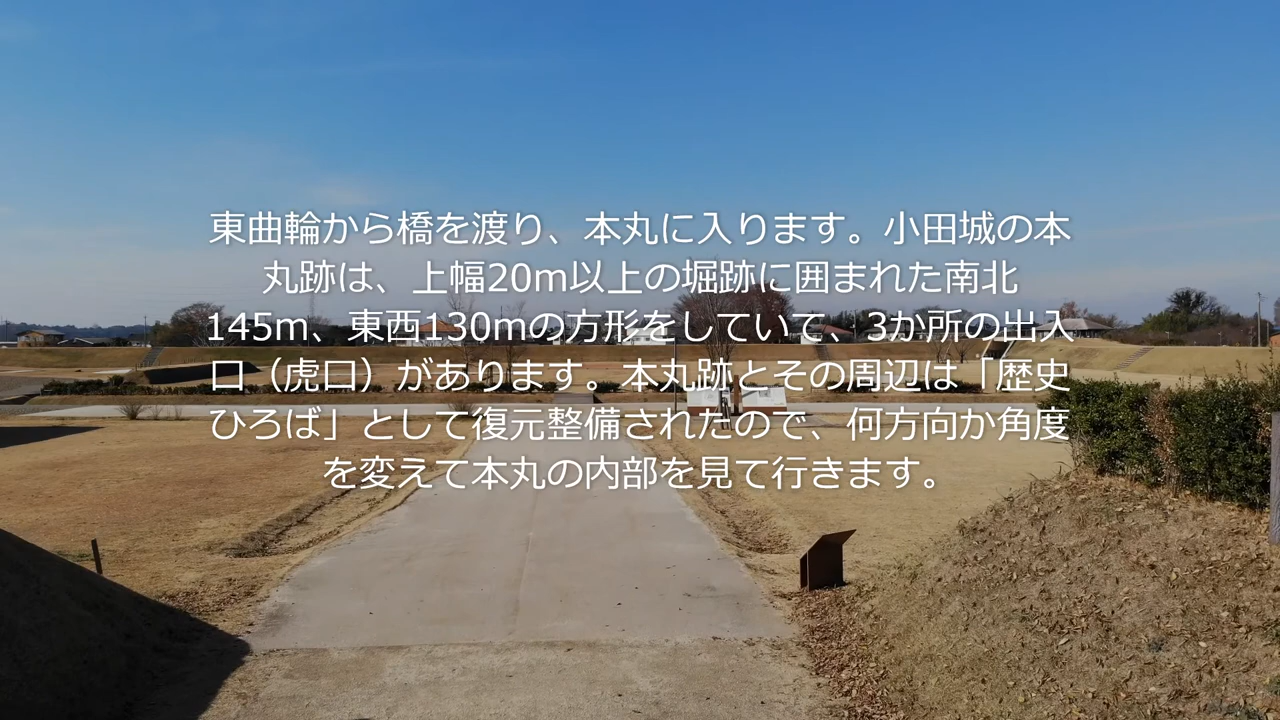 東曲輪から橋を渡り、本丸に入ります。小田城の本
丸跡は、上幅20m以上の堀跡に囲まれた南北
145m、東西130mの方形をしていて、3か所の出入
口（虎口）があります。本丸跡とその周辺は「歴史
ひろば」として復元整備されたので、何方向か角度
を変えて本丸の内部を見て行きます。